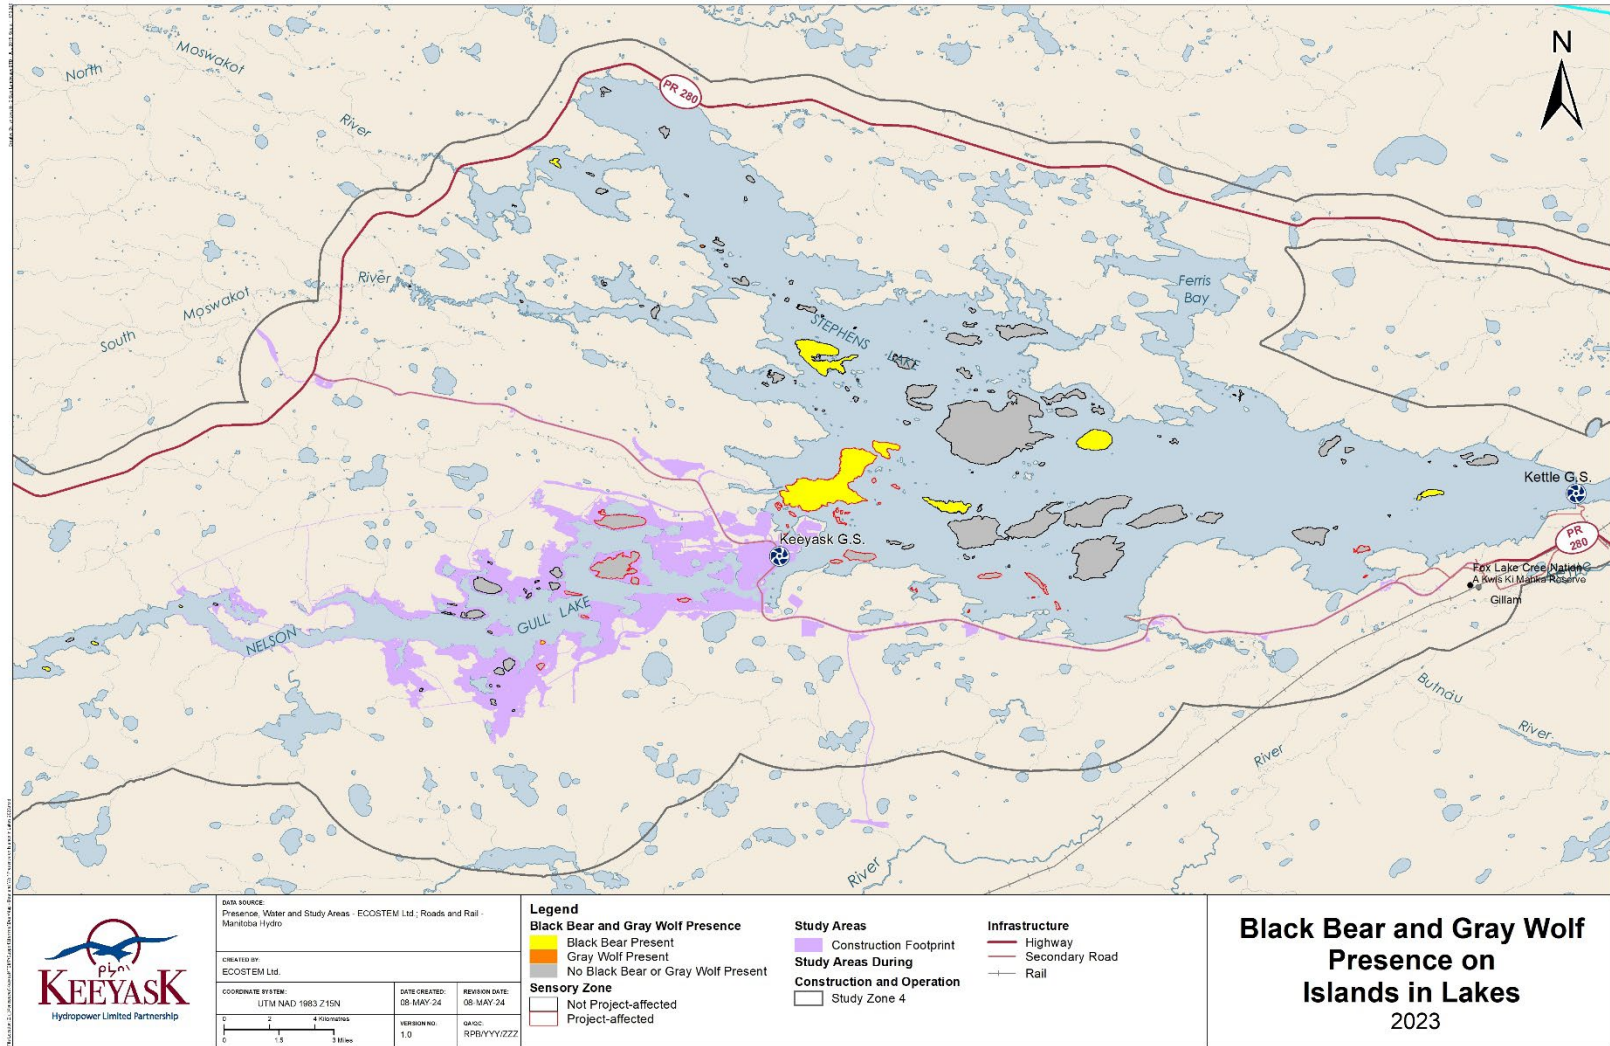 North
Moswakot
River
PR 280
N
South
Moswakot
River
Ferris
Bay
STEPHENS
LAKE
Kettle G.S.
Keeyask G.S.
PR
280
Fox Lake Cree Nation
A Kwis Ki Mahka Reserve
Gillam
GULL LAKE
NELSON
Butnau
River
River
River
KEEYASK
Hydropower Limited Partnership
DATA SOURCE:
Presence, Water and Study Areas - ECOSTEM Ltd.; Roads and Rail -
Manitoba Hydro
CREATED BY:
ECOSTEM Ltd.
COORDINATE SYSTEM:
UTM NAD 1983 Z15N
DATE CREATED:
08-MAY-24
REVISION DATE:
08-MAY-24
0 2 4 Kilometres
0 1.5 3 Miles
VERSION NO:
1.0
QA/QC:
RPB/YYY/ZZZ
Legend
Black Bear and Gray Wolf Presence
Black Bear Present
Gray Wolf Present
No Black Bear or Gray Wolf Present
Sensory Zone
Not Project-affected
Project-affected
Study Areas
Construction Footprint
Study Areas During
Construction and Operation
Study Zone 4
Infrastructure
Highway
Secondary Road
Rail
Black Bear and Gray Wolf
Presence on
Islands in Lakes
2023